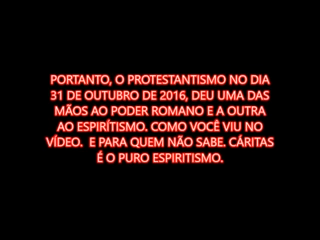 PORTANTO, O PROTESTANTISMO NO DIA
31 DE OUTUBRO DE 2016, DEU UMA DAS
MÃOS AO PODER ROMANO E A OUTRA
AO ESPIRÍTISMO. COMO VOCÊ VIU NO
VÍDEO.  E PARA QUEM NÃO SABE. CÁRITAS
É O PURO ESPIRITISMO.